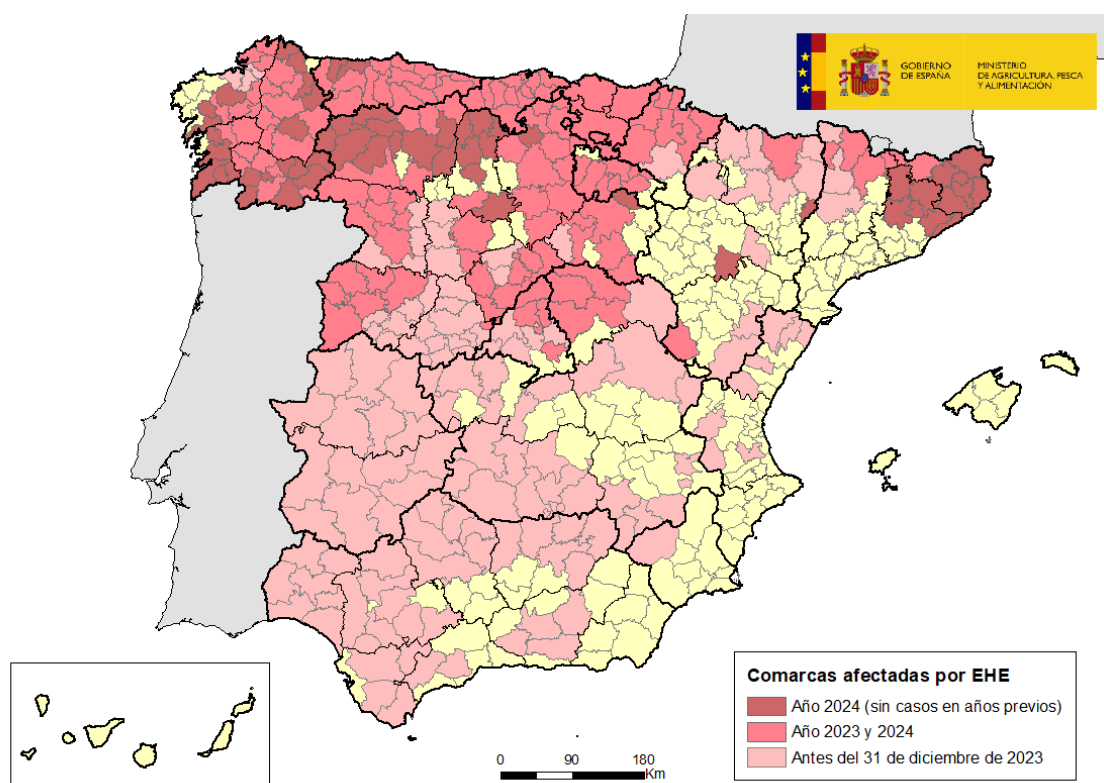 GOBIERNO
DE ESPAÑA
MINISTERIO
DE AGRICULTURA, PESCA
Y ALIMENTACIÓN
Comarcas afectadas por EHE
Año 2024 (sin casos en años previos)
Año 2023 y 2024
Antes del 31 de diciembre de 2023
0 90 180
Km